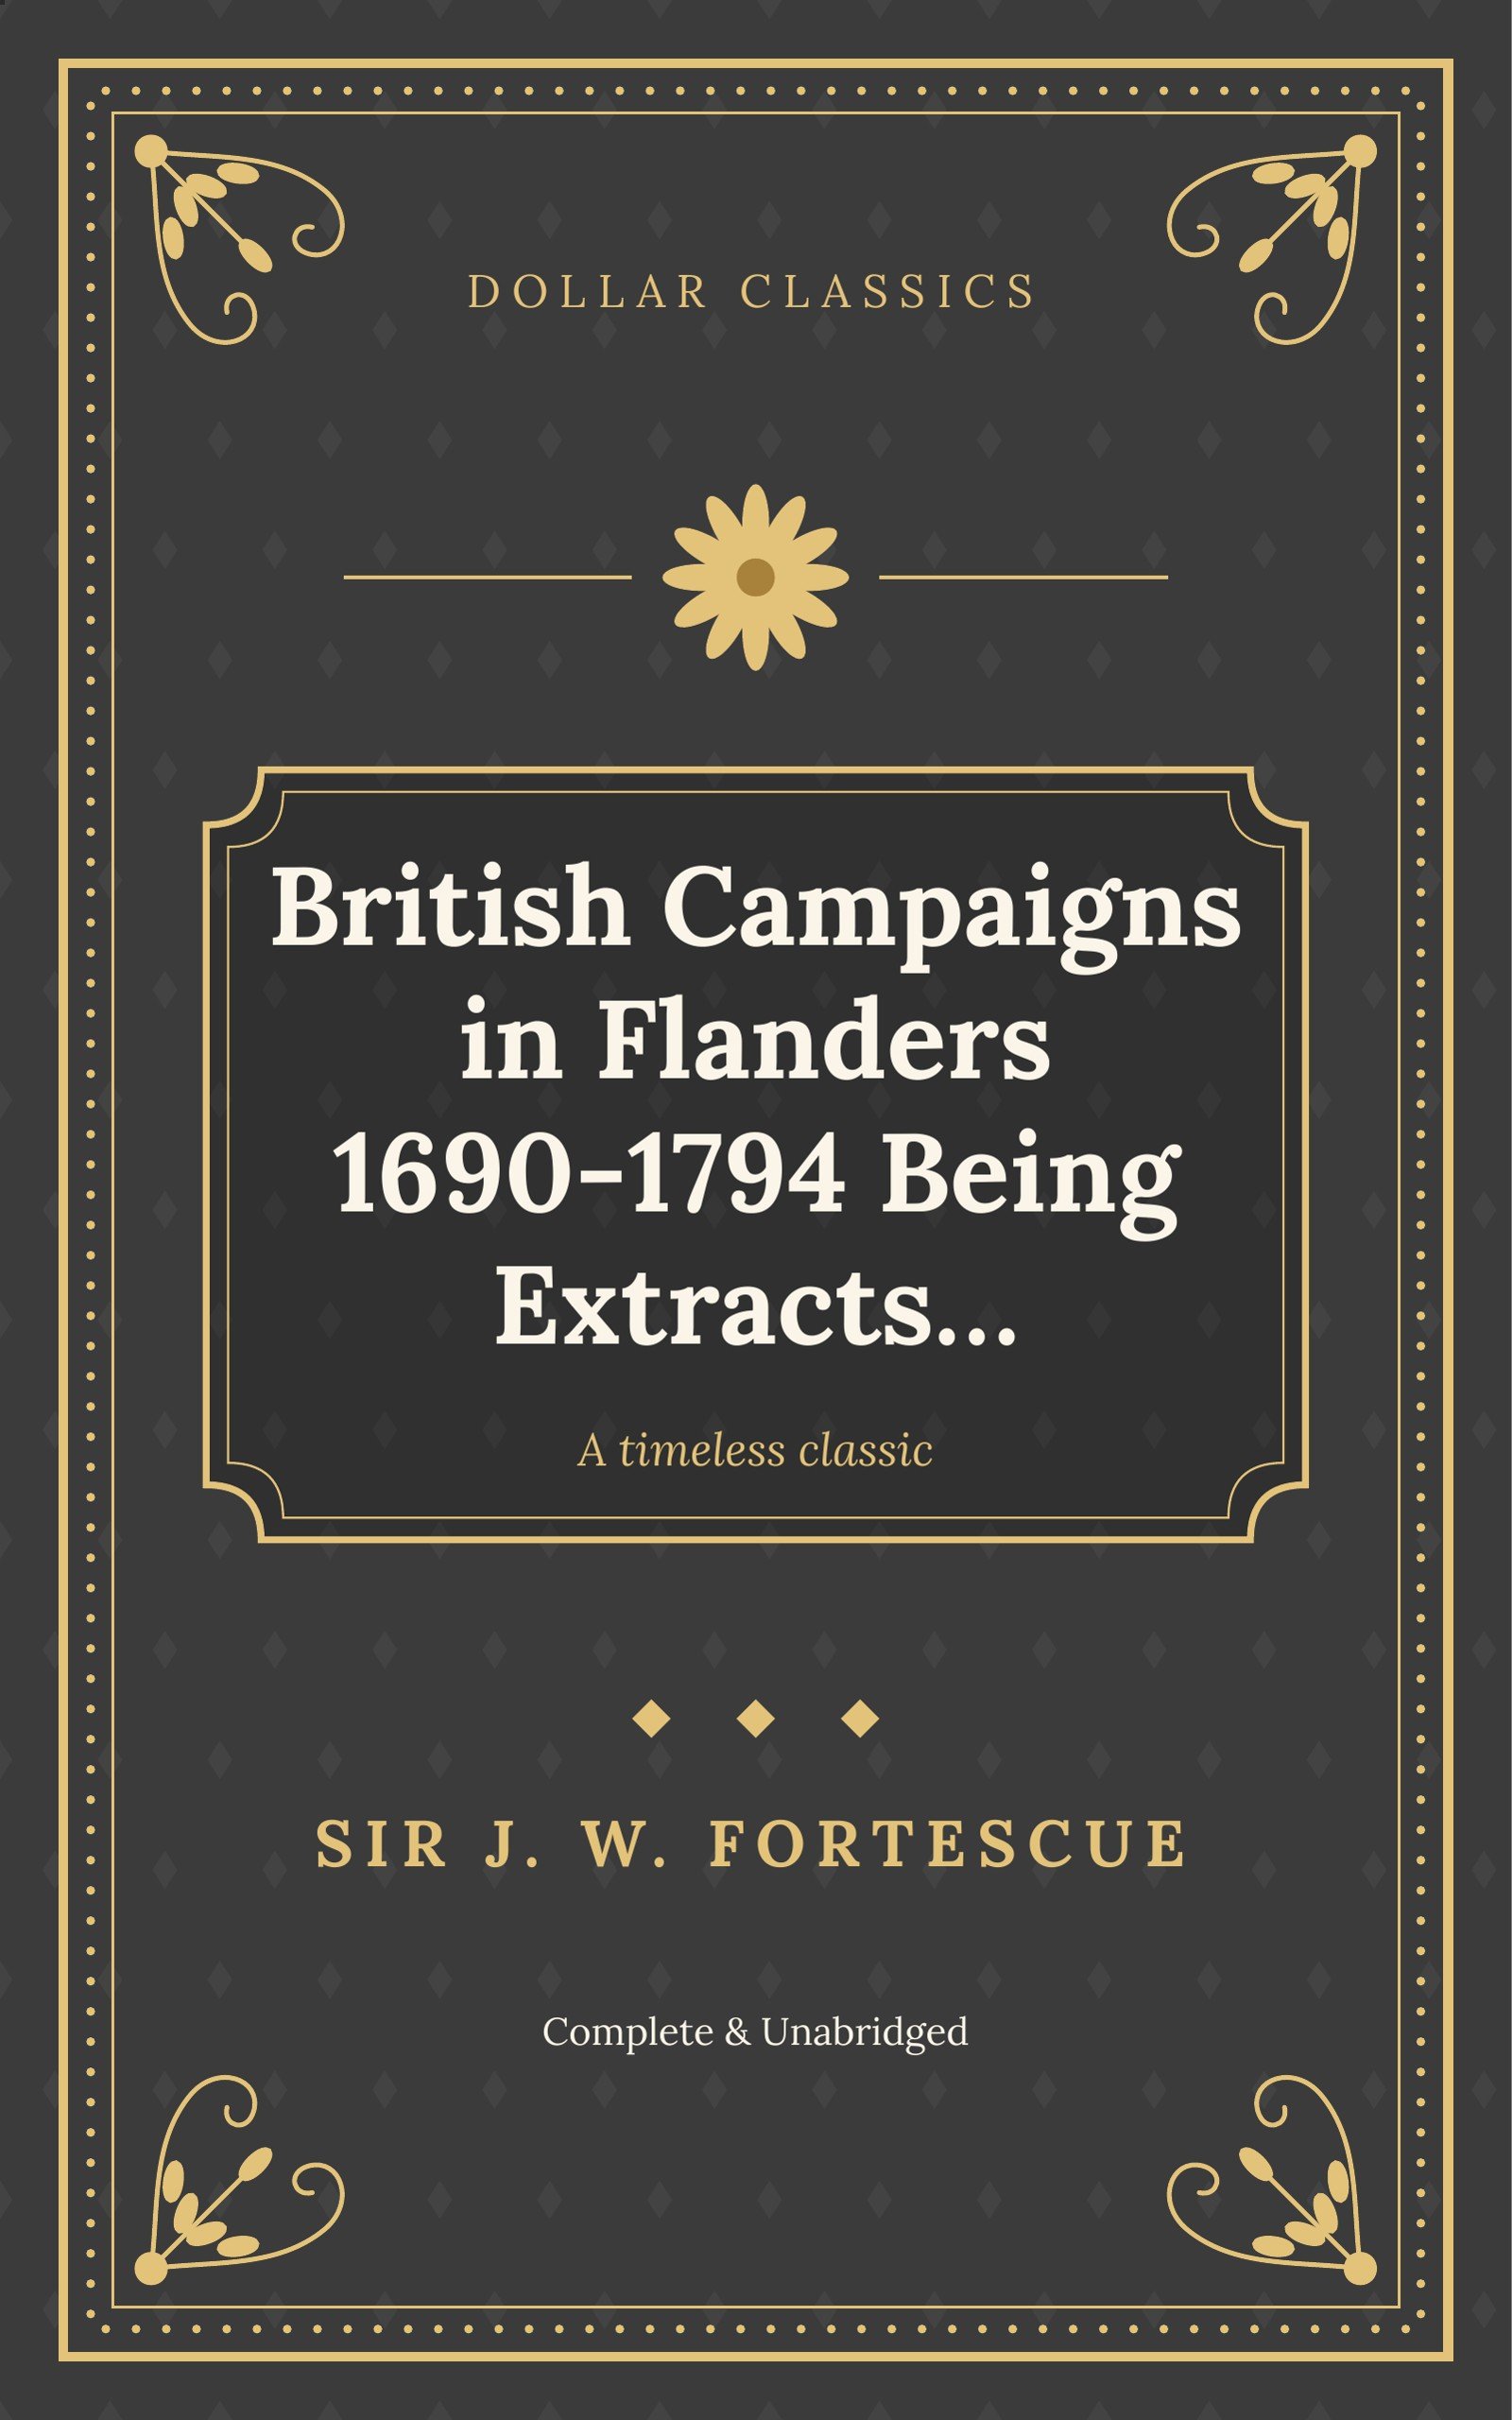 DOLLAR CLASSICS
British Campaigns
in Flanders
1690–1794 Being
Extracts...
A timeless classic
SIR J. W. FORTESCUE
Complete & Unabridged